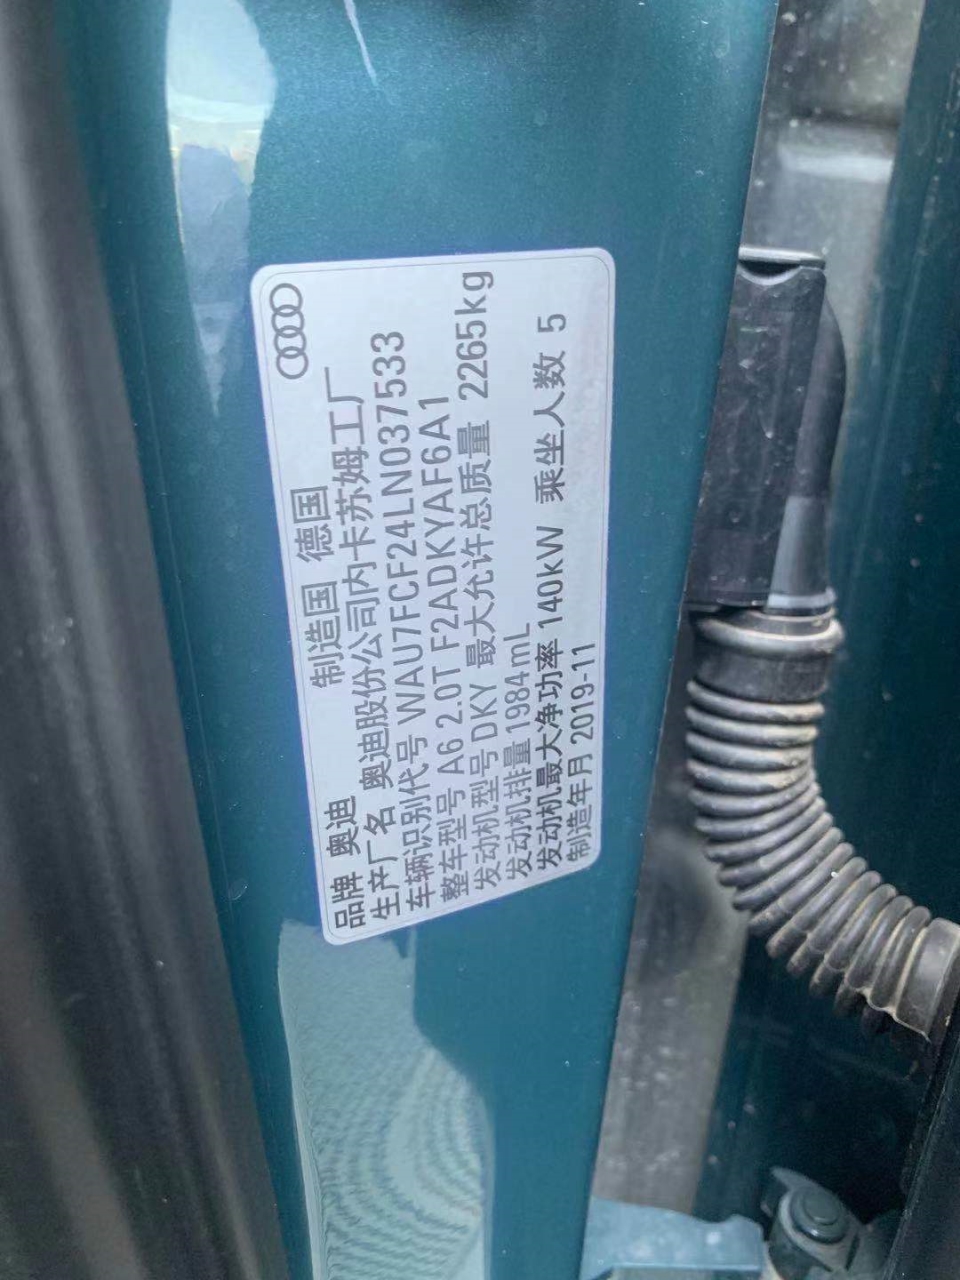 品牌 奥迪 制造国 德国
生产厂名 奥迪股份公司内卡苏姆工厂
车辆识别代号 WAU7FCF24LN037533
整车型号 A6 2.0T F2ADKYAF6A1
发动机型号 DKY 最大允许总质量 2265kg
发动机排量 1984mL
发动机最大净功率 140kW 乘坐人数 5
制造年月 2019-11